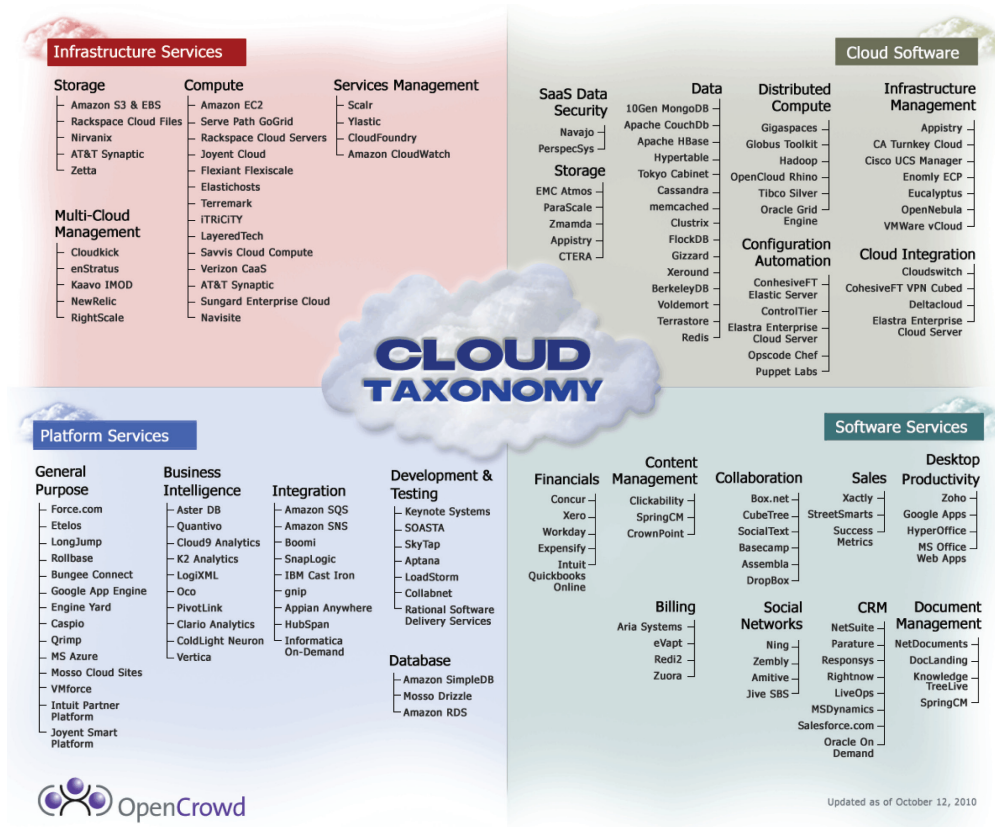 Infrastructure Services
Storage
Amazon S3 & EBS
Rackspace Cloud Files
Nirvanix
AT&T Synaptic
Zetta
Multi-Cloud
Management
Cloudkick
enStratus
Kaavo IMOD
NewRelic
RightScale
Compute
Amazon EC2
Serve Path GoGrid
Rackspace Cloud Servers
Joyent Cloud
Flexiant Flexiscale
Elastichosts
Terremark
iTRiCiTY
LayeredTech
Savvis Cloud Compute
Verizon CaaS
AT&T Synaptic
Sungard Enterprise Cloud
Navisite
Services Management
Scalr
Ylastic
CloudFoundry
Amazon CloudWatch
Cloud Software
SaaS Data
Security
Navajo
PerspecSys
Storage
EMC Atmos
ParaScale
Zmamda
Appistry
CTERA
Data
10Gen MongoDB
Apache CouchDb
Apache HBase
Hypertable
Tokyo Cabinet
Cassandra
memcached
Clustrix
FlockDB
Gizzard
Xeround
BerkeleyDB
Voldemort
Terrastore
Redis
Distributed
Compute
Gigaspaces
Globus Toolkit
Hadoop
OpenCloud Rhino
Tibco Silver
Oracle Grid
Engine
Configuration
Automation
ConhesiveFT
Elastic Server
ControlTier
Elastra Enterprise
Cloud Server
Opscode Chef
Puppet Labs
Infrastructure
Management
Appistry
CA Turnkey Cloud
Cisco UCS Manager
Enomly ECP
Eucalyptus
OpenNebula
VMWare vCloud
Cloud Integration
Cloudswitch
CohesiveFT VPN Cubed
Deltacloud
Elastra Enterprise
Cloud Server
CLOUD
TAXONOMY
Platform Services
General
Purpose
Force.com
Etelos
LongJump
Rollbase
Bungee Connect
Google App Engine
Engine Yard
Caspio
Qrimp
MS Azure
Mosso Cloud Sites
VMforce
Intuit Partner
Platform
Joyent Smart
Platform
Business
Intelligence
Aster DB
Quantivo
Cloud9 Analytics
K2 Analytics
LogiXML
Oco
PivotLink
Clario Analytics
ColdLight Neuron
Vertica
Integration
Amazon SQS
Amazon SNS
Boomi
SnapLogic
IBM Cast Iron
gnip
Appian Anywhere
HubSpan
Informatica
On-Demand
Development &
Testing
Keynote Systems
SOASTA
SkyTap
Aptana
LoadStorm
Collabnet
Rational Software
Delivery Services
Database
Amazon SimpleDB
Mosso Drizzle
Amazon RDS
Software Services
Financials
Concur
Xero
Workday
Expensify
Intuit
Quickbooks
Online
Content
Management
Clickability
SpringCM
CrownPoint
Collaboration
Box.net
CubeTree
SocialText
Basecamp
Assembla
DropBox
Sales
Xactly
StreetSmarts
Success
Metrics
Desktop
Productivity
Zoho
Google Apps
HyperOffice
MS Office
Web Apps
Billing
Aria Systems
eVapt
Redi2
Zuora
Social
Networks
Ning
Zembly
Amitive
Jive SBS
CRM
NetSuite
Parature
Responsys
Rightnow
LiveOps
MSDynamics
Salesforce.com
Oracle On
Demand
Document
Management
NetDocuments
DocLanding
Knowledge
TreeLive
SpringCM
OpenCrowd
Updated as of October 12, 2010